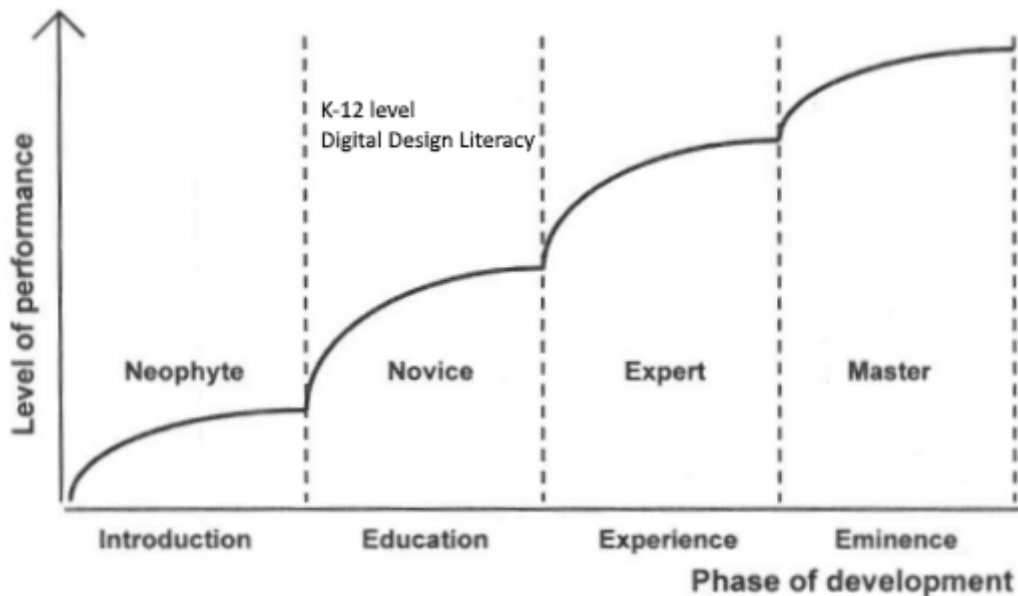 K-12 level
Digital Design Literacy
Level of performance
Neophyte
Novice
Expert
Master
Introduction
Education
Experience
Eminence
Phase of development